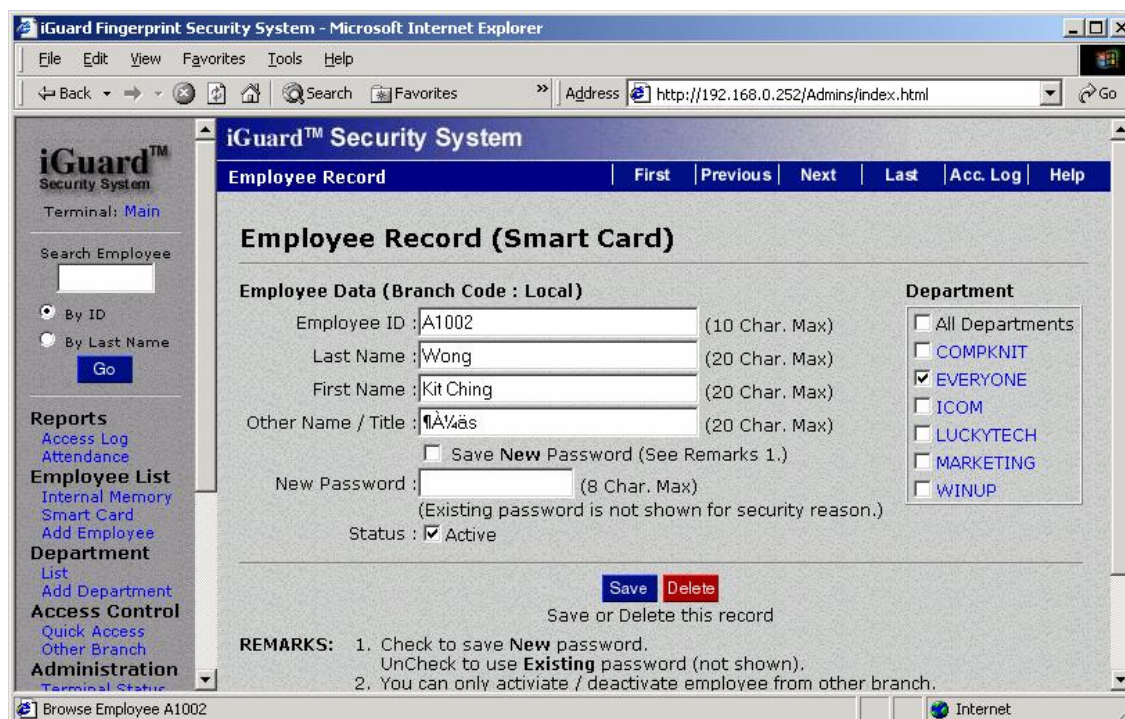 iGuard Fingerprint Security System - Microsoft Internet Explorer
File Edit View Favorites Tools Help
Back Search Favorites » Address http://192.168.0.252/Admins/index.html Go
iGuard™
Security System
Terminal: Main
Search Employee
By ID
By Last Name
Go
Reports
Access Log
Attendance
Employee List
Internal Memory
Smart Card
Add Employee
Department
List
Add Department
Access Control
Quick Access
Other Branch
Administration
Terminal Status
iGuard™ Security System
Employee Record | First | Previous | Next | Last | Acc. Log | Help
Employee Record (Smart Card)
Employee Data (Branch Code : Local)
Employee ID : A1002 (10 Char. Max)
Last Name : Wong (20 Char. Max)
First Name : Kit Ching (20 Char. Max)
Other Name / Title : ¶À¼äs (20 Char. Max)
Save New Password (See Remarks 1.)
New Password : (8 Char. Max)
(Existing password is not shown for security reason.)
Status : Active
Department
All Departments
COMPKNIT
EVERYONE
ICOM
LUCKYTECH
MARKETING
WINUP
Save Delete
Save or Delete this record
REMARKS: 1. Check to save New password.
UnCheck to use Existing password (not shown).
2. You can only activiate / deactivate employee from other branch.
Browse Employee A1002 Internet